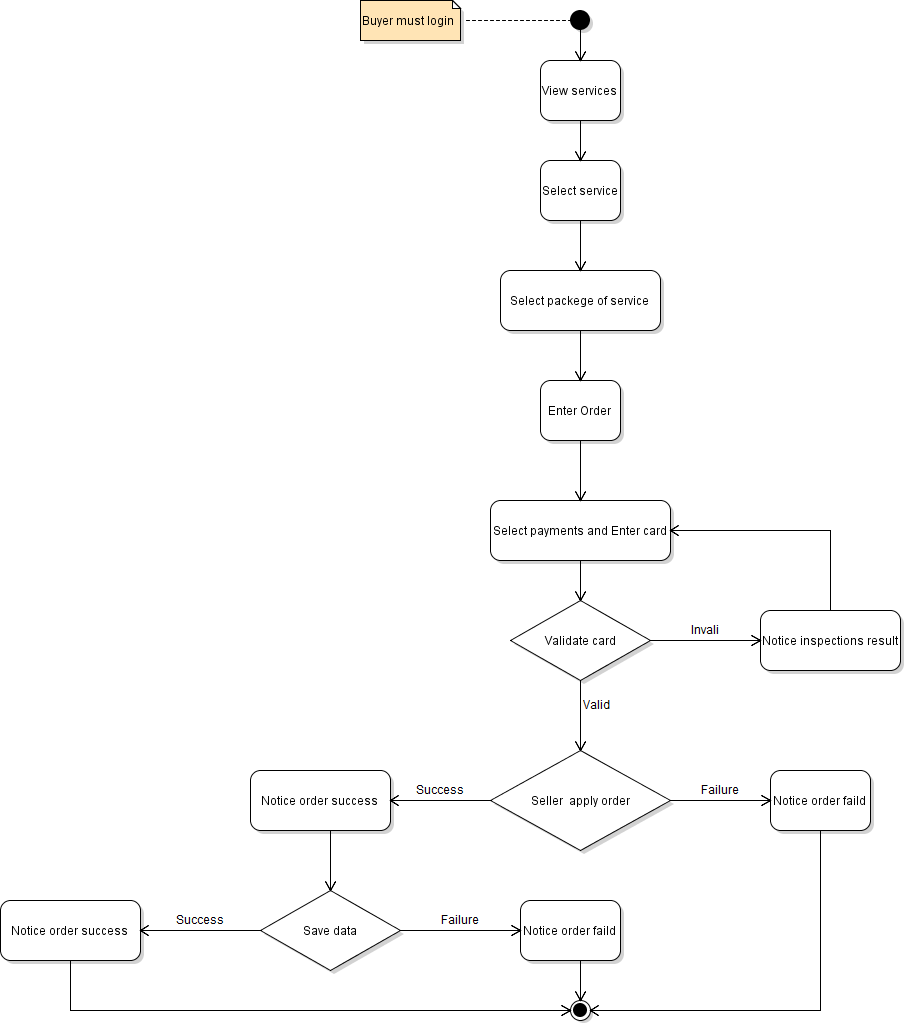 Buyer must login
View services
Select service
Select packege of service
Enter Order
Select payments and Enter card
Validate card
Invali
Notice inspections result
Valid
Notice order success
Success
Seller  apply order
Failure
Notice order faild
Notice order success
Success
Save data
Failure
Notice order faild